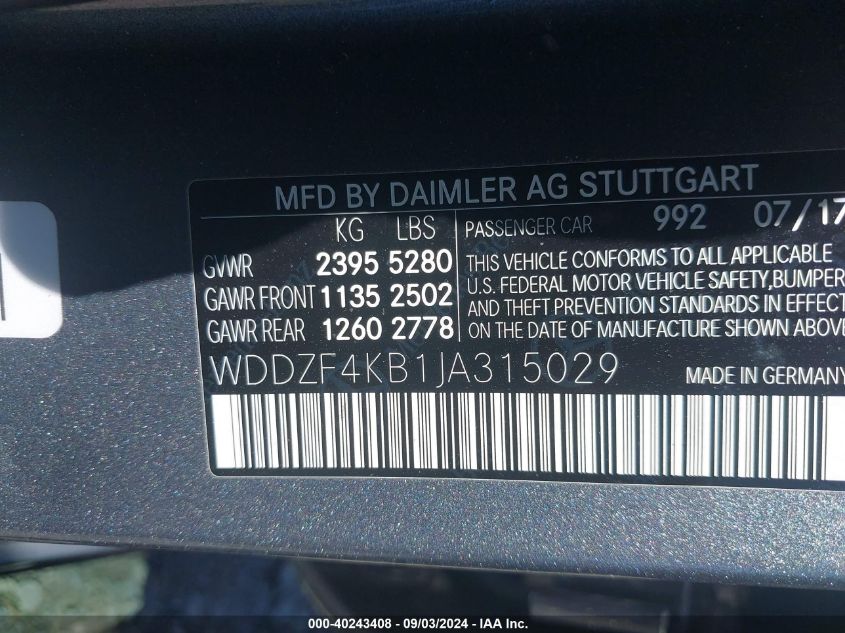 MFD BY DAIMLER AG STUTTGART
KG LBS PASSENGER CAR 992 07/17
GVWR 2395 5280 THIS VEHICLE CONFORMS TO ALL APPLICABLE
GAWR FRONT 1135 2502 U.S. FEDERAL MOTOR VEHICLE SAFETY,BUMPER
AND THEFT PREVENTION STANDARDS IN EFFECT
GAWR REAR 1260 2778 ON THE DATE OF MANUFACTURE SHOWN ABOVE
WDDZF4KB1JA315029 MADE IN GERMANY
000-40243408 - 09/03/2024 - IAA Inc.